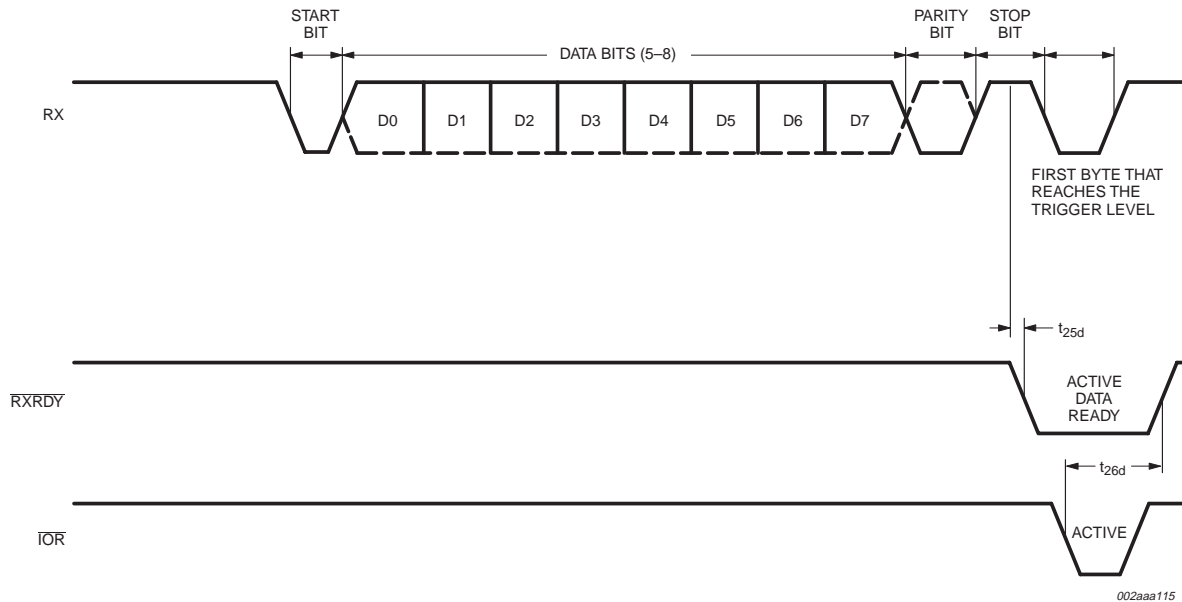 START
BIT
DATA BITS (5–8)
PARITY
BIT
STOP
BIT
RX
D0
D1
D2
D3
D4
D5
D6
D7
FIRST BYTE THAT
REACHES THE
TRIGGER LEVEL
t25d
RXRDY
ACTIVE
DATA
READY
t26d
IOR
ACTIVE
002aaa115